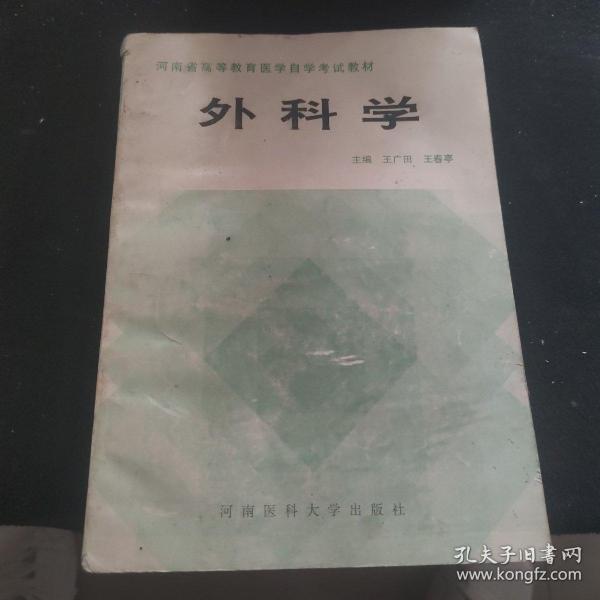 河南省高等教育医学自学考试教材
外科学
主编 王广田 王春亭
河南医科大学出版社
孔夫子旧书网
www.kongfz.com